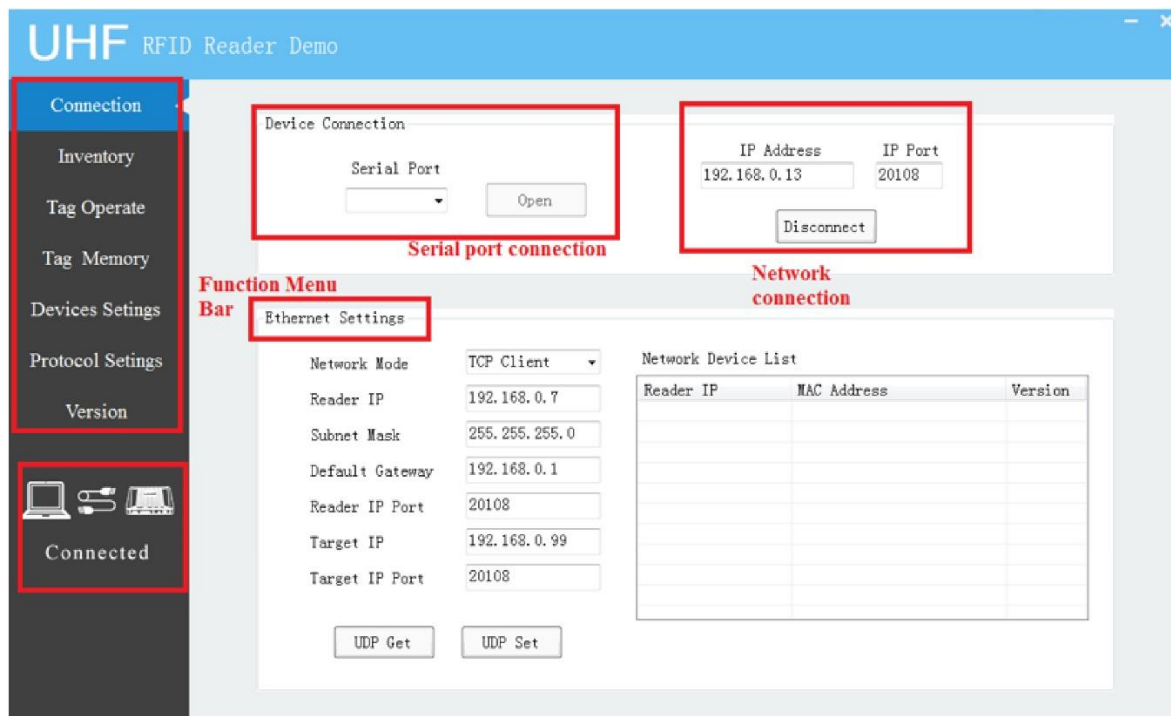 UHF RFID Reader Demo
Connection
Inventory
Tag Operate
Tag Memory
Devices Setings
Protocol Setings
Version
Connected
Function Menu
Bar
Device Connection
Serial Port
Open
Serial port connection
IP Address IP Port
192.168.0.13 20108
Disconnect
Network
connection
Ethernet Settings
Network Mode TCP Client
Reader IP 192.168.0.7
Subnet Mask 255.255.255.0
Default Gateway 192.168.0.1
Reader IP Port 20108
Target IP 192.168.0.99
Target IP Port 20108
UDP Get UDP Set
Network Device List
Reader IP MAC Address Version